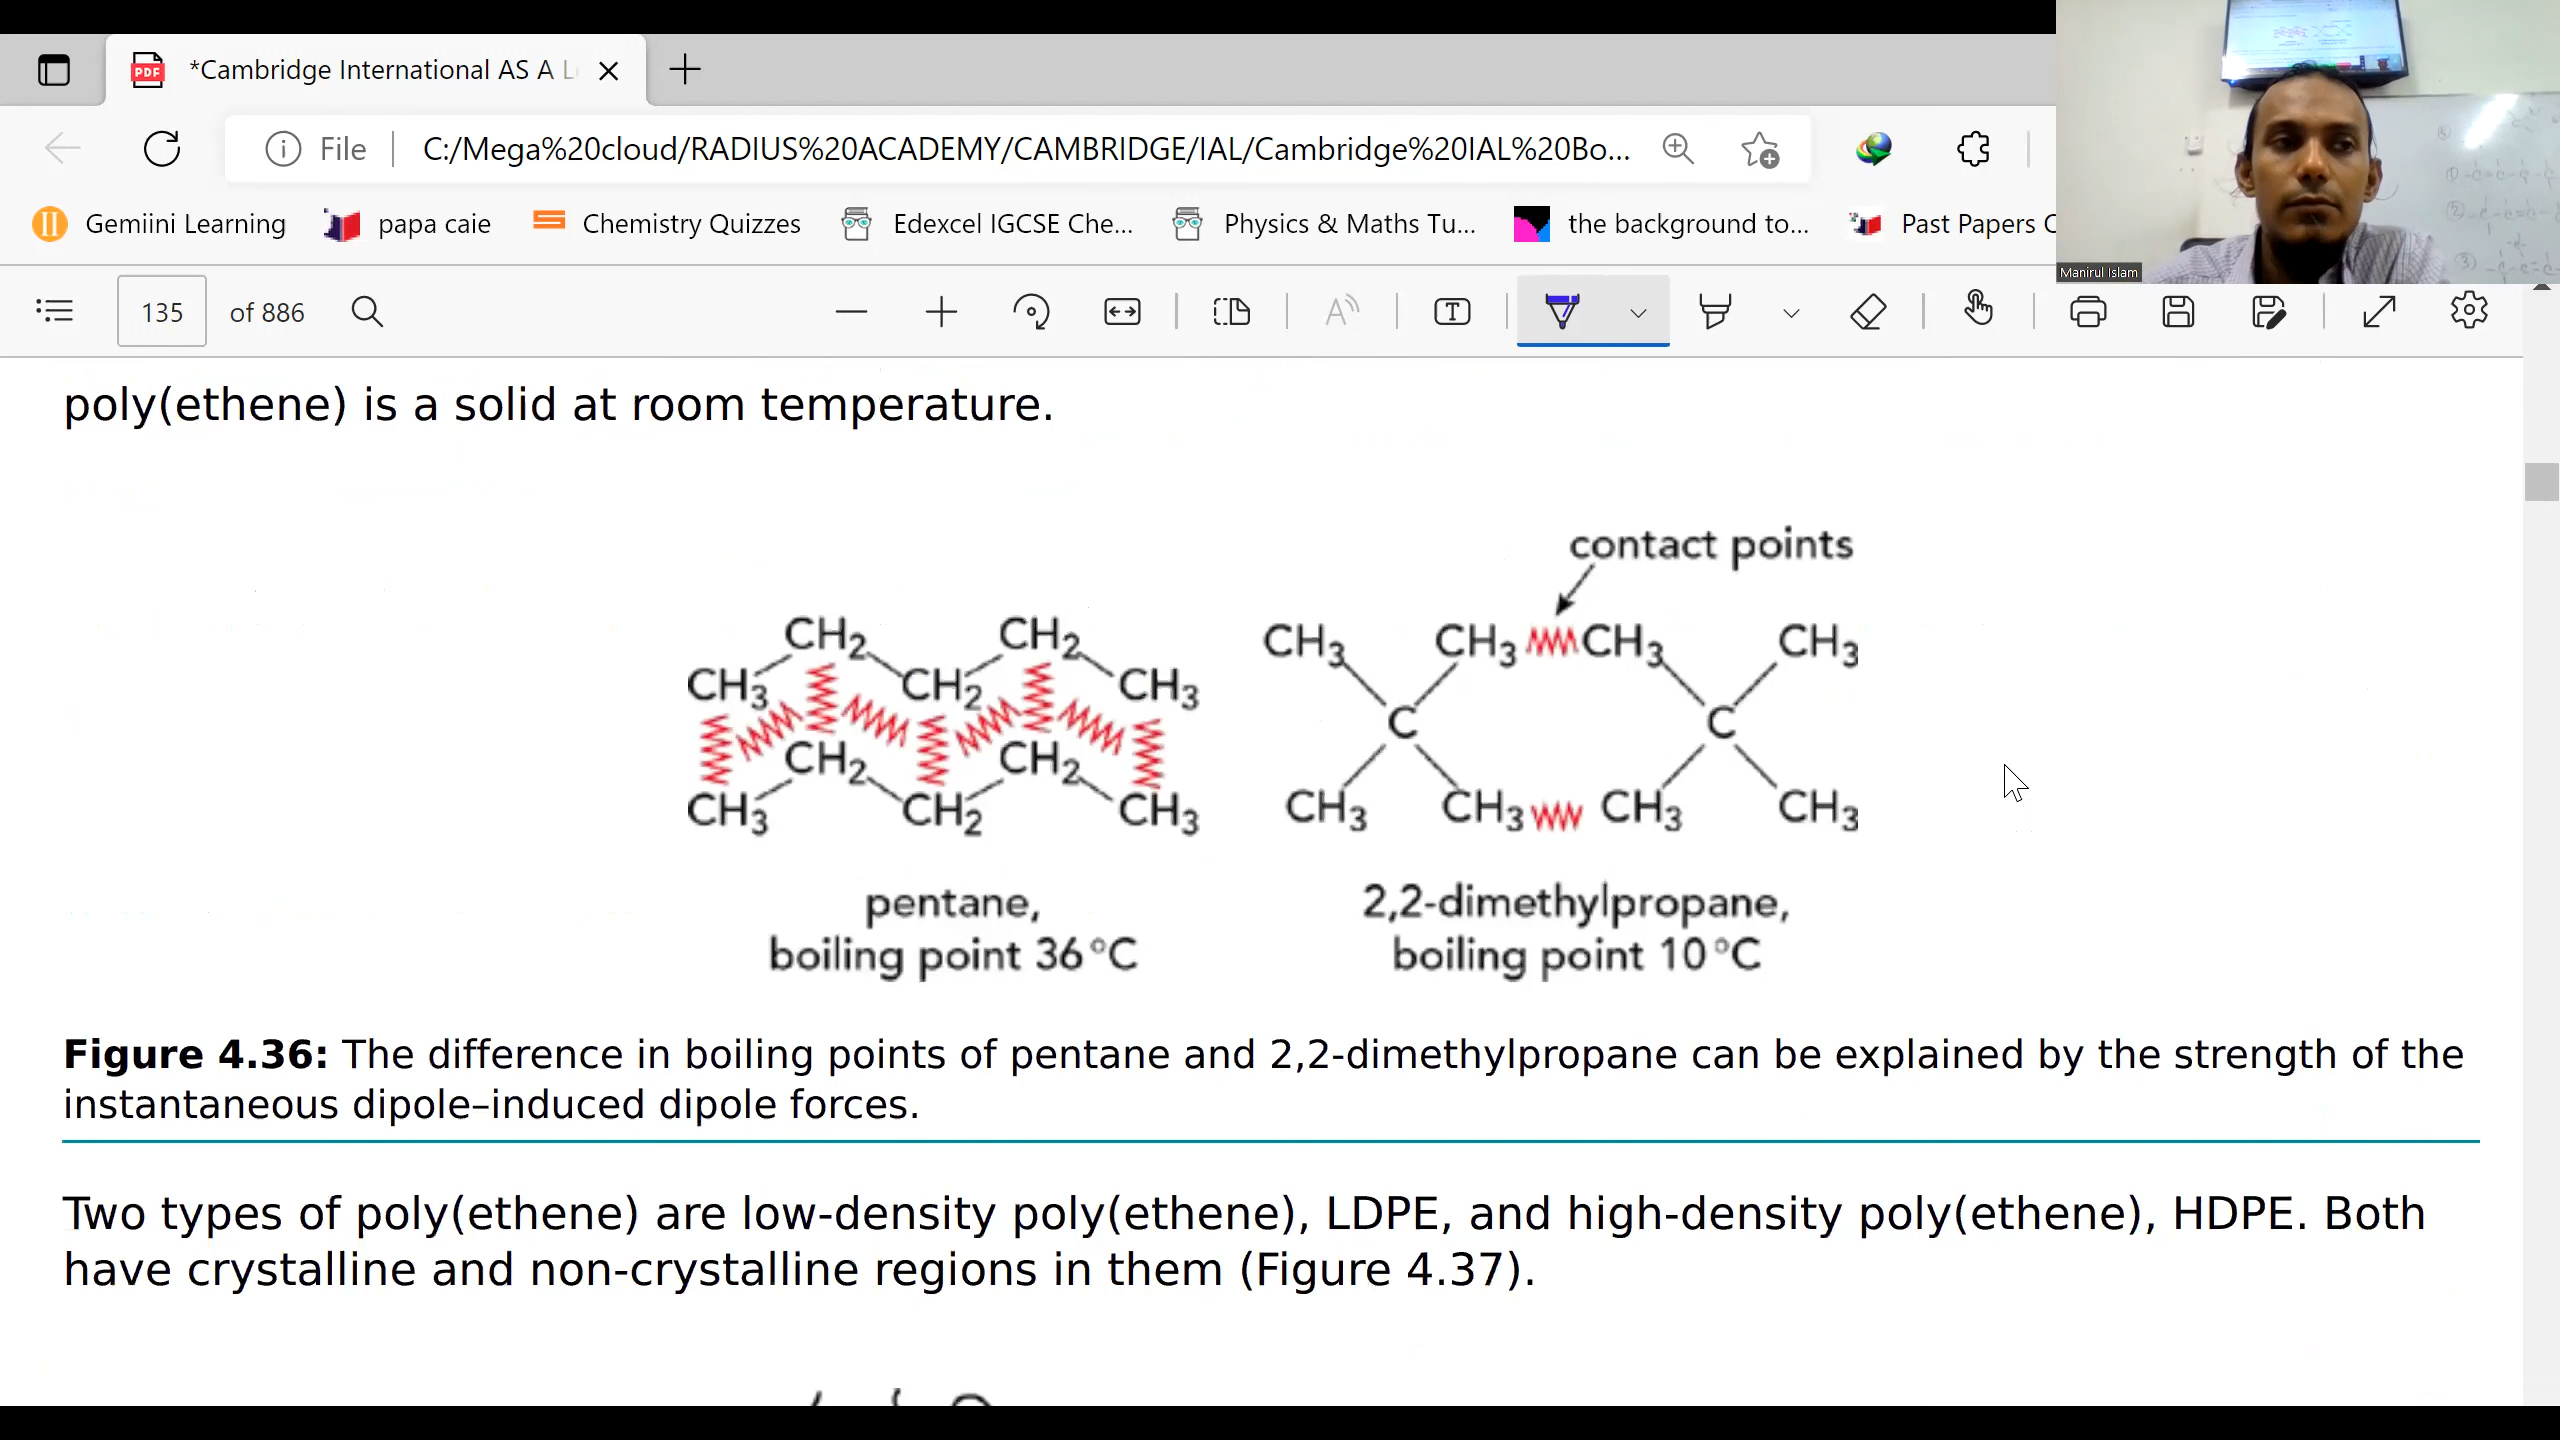 *Cambridge International AS A L
File
C:/Mega%20cloud/RADIUS%20ACADEMY/CAMBRIDGE/IAL/Cambridge%20IAL%20Bo...
Gemiini Learning
papa caie
Chemistry Quizzes
Edexcel IGCSE Che...
Physics & Maths Tu...
the background to...
Past Papers C
Manirul Islam
135 of 886
poly(ethene) is a solid at room temperature.
contact points
CH₂ CH₂
CH₃ CH₂ CH₃
CH₂ CH₂
CH₃ CH₂ CH₃
CH₃ CH₃ CH₃ CH₃
C C
CH₃ CH₃ CH₃ CH₃
pentane,
boiling point 36 °C
2,2-dimethylpropane,
boiling point 10 °C
Figure 4.36: The difference in boiling points of pentane and 2,2-dimethylpropane can be explained by the strength of the
instantaneous dipole–induced dipole forces.
Two types of poly(ethene) are low-density poly(ethene), LDPE, and high-density poly(ethene), HDPE. Both
have crystalline and non-crystalline regions in them (Figure 4.37).